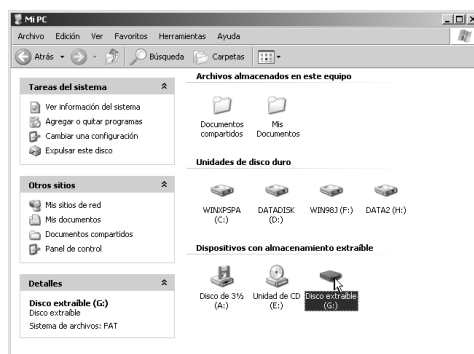 Mi PC
Archivo Edición Ver Favoritos Herramientas Ayuda
Atrás Búsqueda Carpetas
Tareas del sistema
Ver información del sistema
Agregar o quitar programas
Cambiar una configuración
Expulsar este disco
Otros sitios
Mis sitios de red
Mis documentos
Documentos compartidos
Panel de control
Detalles
Disco extraíble (G:)
Disco extraíble
Sistema de archivos: FAT
Archivos almacenados en este equipo
Documentos compartidos
Mis Documentos
Unidades de disco duro
WINXPSPA (C:)
DATADISK (D:)
WIN98J (F:)
DATA2 (H:)
Dispositivos con almacenamiento extraíble
Disco de 3½ (A:)
Unidad de CD (E:)
Disco extraíble (G:)